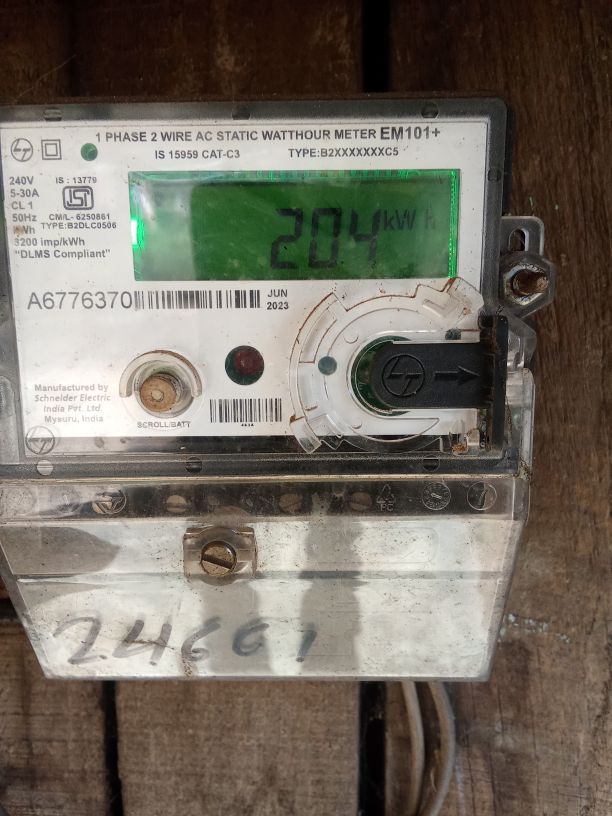 1 PHASE 2 WIRE AC STATIC WATTHOUR METER EM101+
IS 15959 CAT-C3 TYPE:B2XXXXXXXC5
240V
5-30A
CL 1
50Hz
kWh
3200 imp/kWh
"DLMS Compliant"
IS : 13779
CM/L- 6250861
TYPE:B2DLC0506
204 kWh
A6776370
JUN
2023
Manufactured by
Schneider Electric
India Pvt. Ltd.
Mysuru, India
SCROLL/BATT
PC
24661